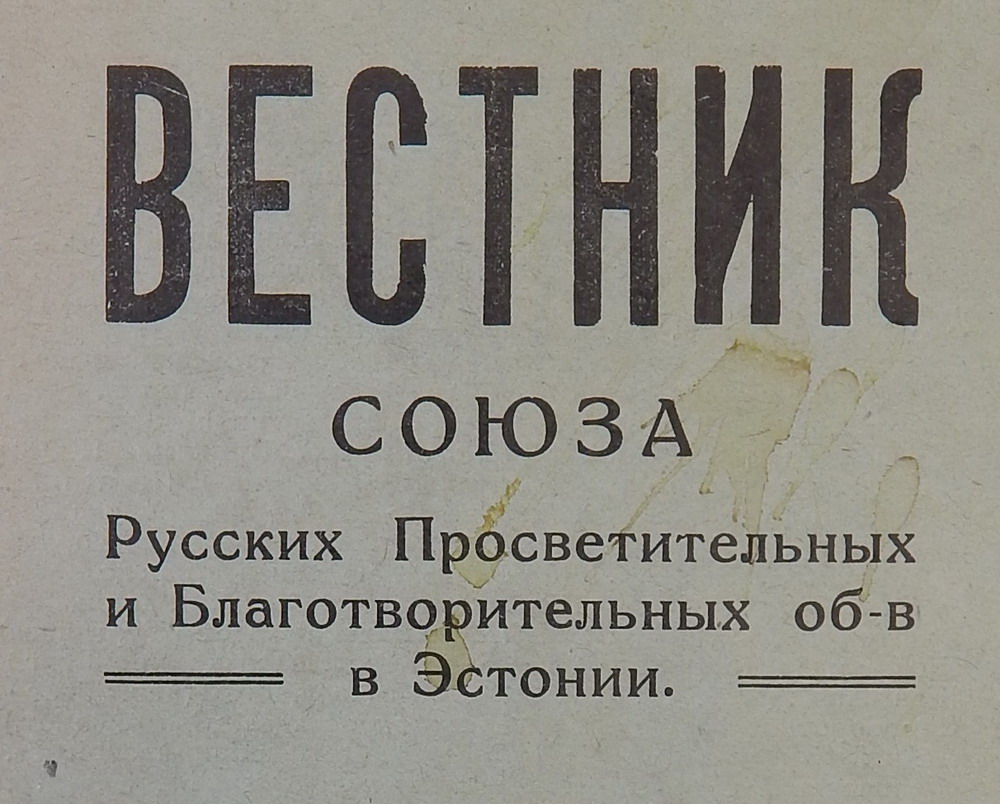 ВЕСТНИК
СОЮЗА
Русских Просветительных
и Благотворительных об-в
в Эстонии.